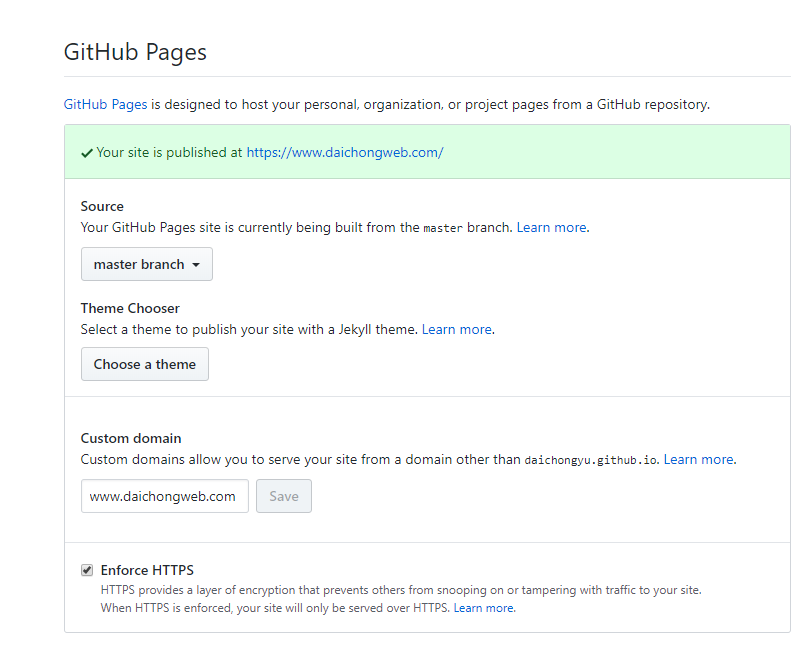 GitHub Pages
GitHub Pages is designed to host your personal, organization, or project pages from a GitHub repository.
Your site is published at https://www.daichongweb.com/
Source
Your GitHub Pages site is currently being built from the master branch. Learn more.
master branch
Theme Chooser
Select a theme to publish your site with a Jekyll theme. Learn more.
Choose a theme
Custom domain
Custom domains allow you to serve your site from a domain other than daichongyu.github.io. Learn more.
www.daichongweb.com Save
Enforce HTTPS
HTTPS provides a layer of encryption that prevents others from snooping on or tampering with traffic to your site.
When HTTPS is enforced, your site will only be served over HTTPS. Learn more.